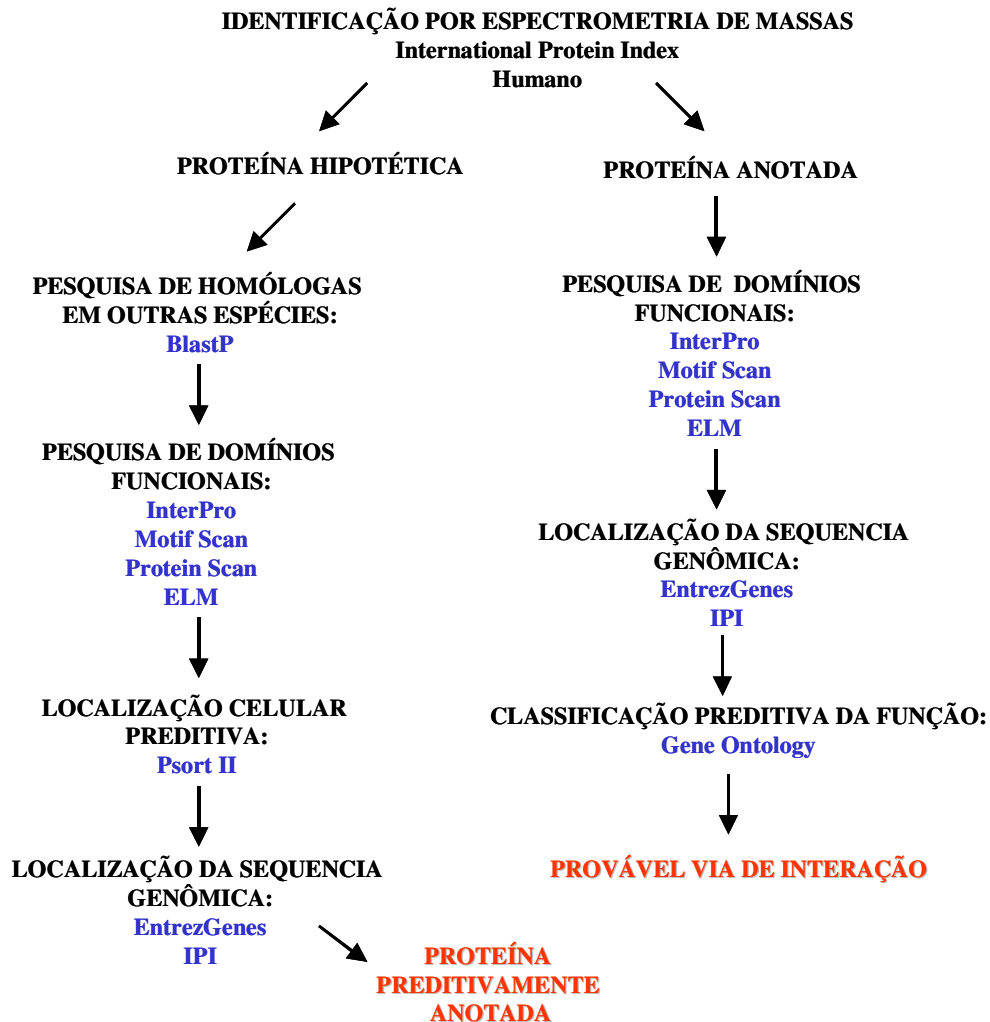 IDENTIFICAÇÃO POR ESPECTROMETRIA DE MASSAS
International Protein Index
Humano
PROTEÍNA HIPOTÉTICA
PESQUISA DE HOMÓLOGAS
EM OUTRAS ESPÉCIES:
BlastP
PESQUISA DE DOMÍNIOS
FUNCIONAIS:
InterPro
Motif Scan
Protein Scan
ELM
LOCALIZAÇÃO CELULAR
PREDITIVA:
Psort II
LOCALIZAÇÃO DA SEQUENCIA
GENÔMICA:
EntrezGenes
IPI
PROTEÍNA
PREDITIVAMENTE
ANOTADA
PROTEÍNA ANOTADA
PESQUISA DE DOMÍNIOS
FUNCIONAIS:
InterPro
Motif Scan
Protein Scan
ELM
LOCALIZAÇÃO DA SEQUENCIA
GENÔMICA:
EntrezGenes
IPI
CLASSIFICAÇÃO PREDITIVA DA FUNÇÃO:
Gene Ontology
PROVÁVEL VIA DE INTERAÇÃO